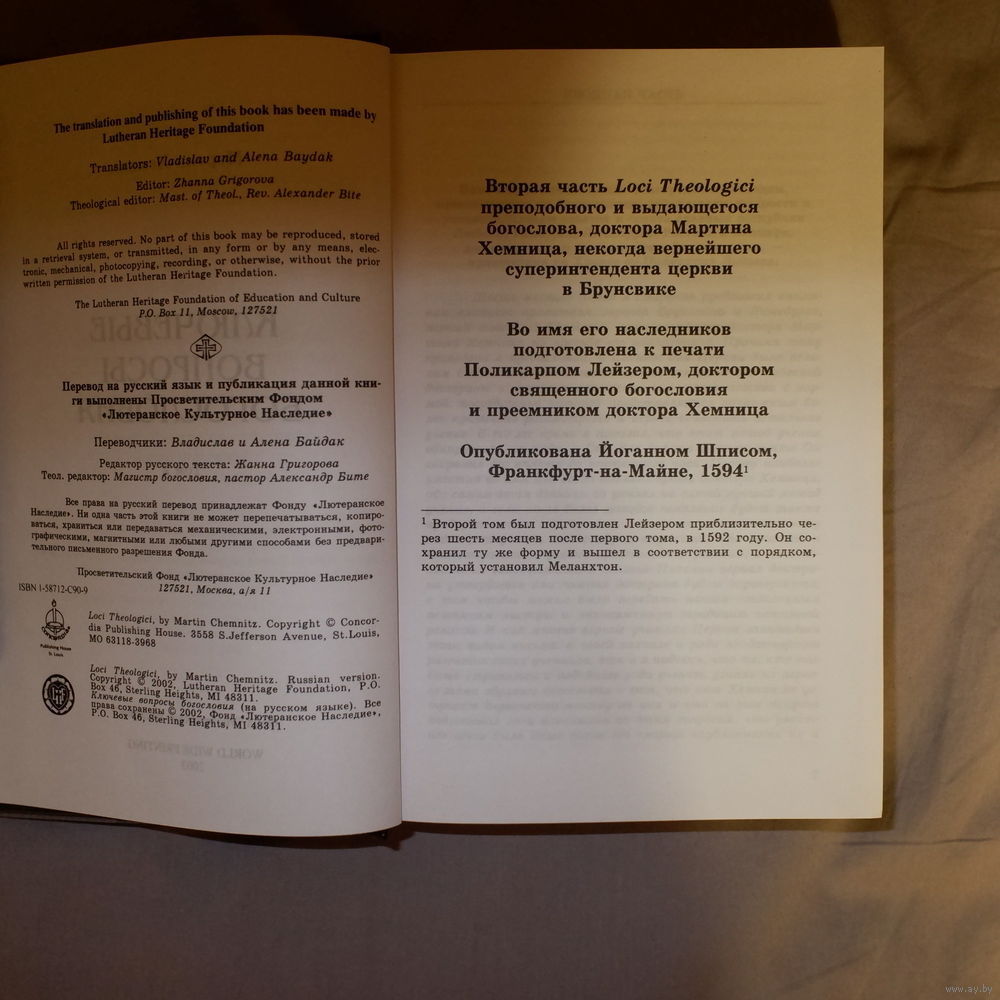 The translation and publishing of this book has been made by
Lutheran Heritage Foundation
Translators: Vladislav and Alena Baydak
Editor: Zhanna Grigorova
Theological editor: Mast. of Theol., Rev. Alexander Bite
All rights reserved. No part of this book may be reproduced, stored
in a retrieval system, or transmitted, in any form or by any means, elec-
tronic, mechanical, photocopying, recording, or otherwise, without the prior
written permission of the Lutheran Heritage Foundation.
The Lutheran Heritage Foundation of Education and Culture
P.O. Box 11, Moscow, 127521
Перевод на русский язык и публикация данной кни-
ги выполнены Просветительским Фондом
«Лютеранское Культурное Наследие»
Переводчики: Владислав и Алена Байдак
Редактор русского текста: Жанна Григорова
Теол. редактор: Магистр богословия, пастор Александр Бите
Все права на русский перевод принадлежат Фонду «Лютеранское
Наследие». Ни одна часть этой книги не может перепечатываться, копиро-
ваться, храниться или передаваться механическими, электронными, фото-
графическими, магнитными или любыми другими способами без предвари-
тельного письменного разрешения Фонда.
Просветительский Фонд «Лютеранское Культурное Наследие»
127521, Москва, а/я 11
ISBN 1-58712-C90-9
Publishing House
St. Louis
Loci Theologici, by Martin Chemnitz. Copyright © Concor-
dia Publishing House. 3558 S.Jefferson Avenue, St.Louis,
MO 63118-3968
Loci Theologici, by Martin Chemnitz. Russian version.
Copyright © 2002, Lutheran Heritage Foundation, P.O.
Box 46, Sterling Heights, MI 48311.
Ключевые вопросы богословия (на русском языке). Все
права сохранены © 2002, Фонд «Лютеранское Наследие»,
P.O. Box 46, Sterling Heights, MI 48311.
Вторая часть Loci Theologici
преподобного и выдающегося
богослова, доктора Мартина
Хемница, некогда вернейшего
суперинтендента церкви
в Брунсвике
Во имя его наследников
подготовлена к печати
Поликарпом Лейзером, доктором
священного богословия
и преемником доктора Хемница
Опубликована Йоганном Шписом,
Франкфурт-на-Майне, 1594¹
¹ Второй том был подготовлен Лейзером приблизительно че-
рез шесть месяцев после первого тома, в 1592 году. Он со-
хранил ту же форму и вышел в соответствии с порядком,
который установил Меланхтон.
www.ay.by